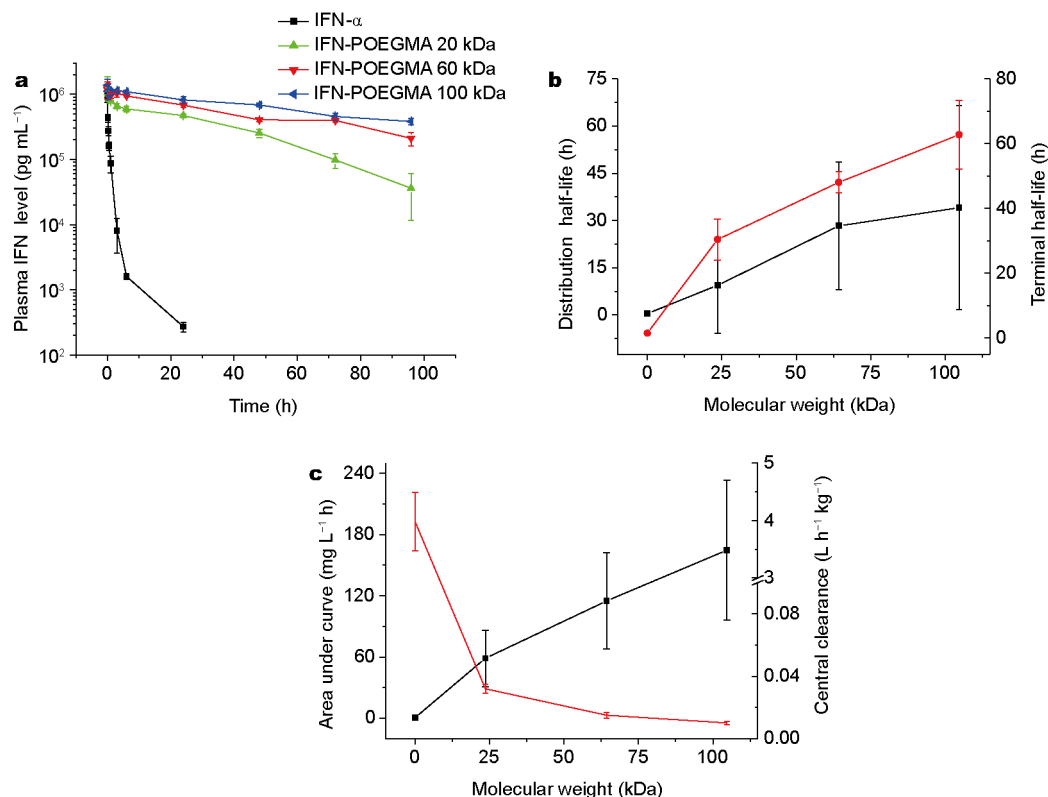 IFN-α
IFN-POEGMA 20 kDa
IFN-POEGMA 60 kDa
IFN-POEGMA 100 kDa
a
Plasma IFN level (pg mL⁻¹)
10⁶
10⁵
10⁴
10³
10²
0 20 40 60 80 100
Time (h)
b
Distribution half-life (h)
75
60
45
30
15
0
Terminal half-life (h)
80
60
40
20
0
0 25 50 75 100
Molecular weight (kDa)
c
Area under curve (mg L⁻¹ h)
240
180
120
60
0
Central clearance (L h⁻¹ kg⁻¹)
5
4
3
0.08
0.04
0.00
0 25 50 75 100
Molecular weight (kDa)